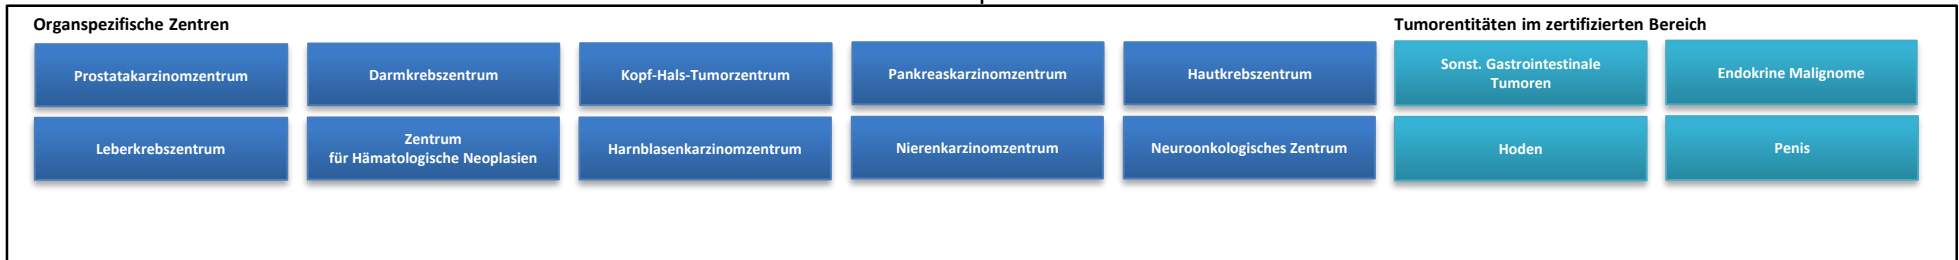 Organspezifische Zentren
Tumorentitäten im zertifizierten Bereich
Prostatakarzinomzentrum
Darmkrebszentrum
Kopf-Hals-Tumorzentrum
Pankreaskarzinomzentrum
Hautkrebszentrum
Sonst. Gastrointestinale
Tumoren
Endokrine Malignome
Leberkrebszentrum
Zentrum
für Hämatologische Neoplasien
Harnblasenkarzinomzentrum
Nierenkarzinomzentrum
Neuroonkologisches Zentrum
Hoden
Penis